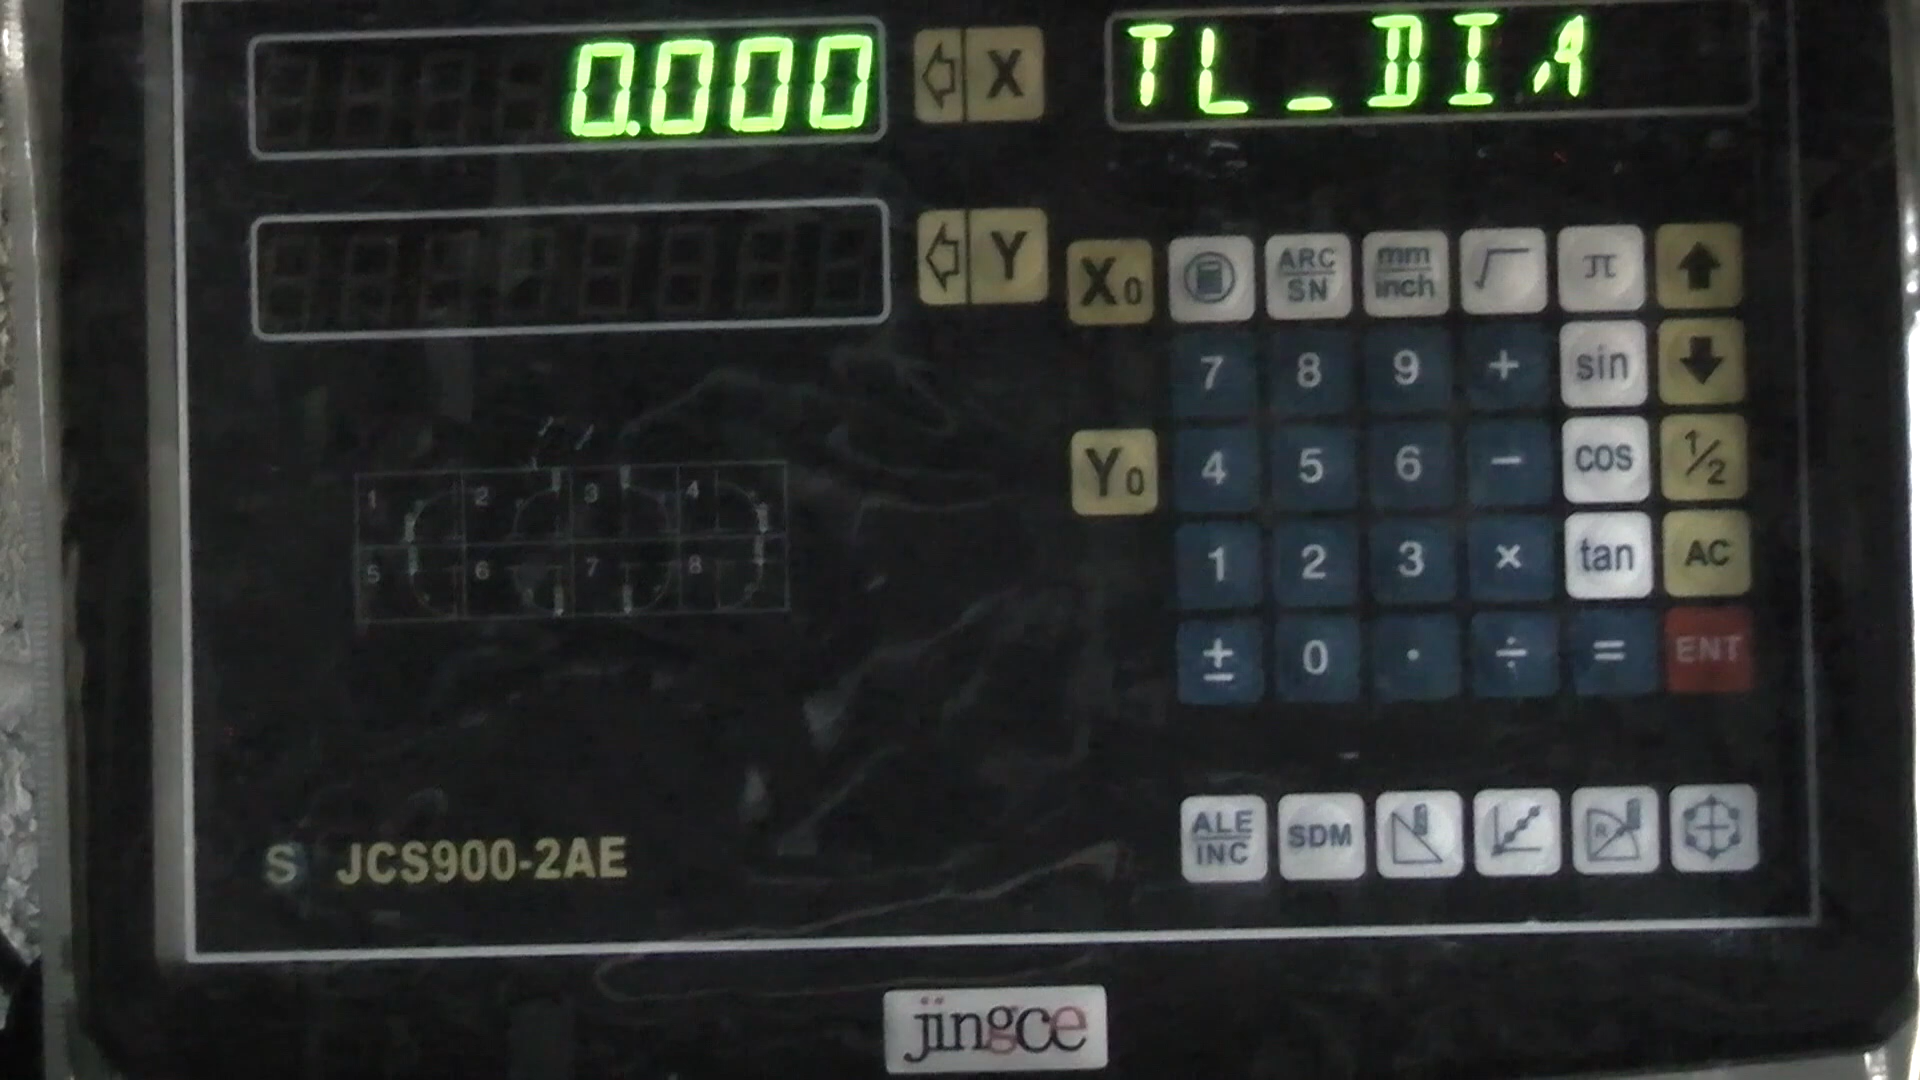 0.000
X
TL_DIA
Y
X0
ARC
SN
mm
inch
√
π
7
8
9
+
sin
Y0
4
5
6
−
cos
1/2
1
2
3
×
tan
AC
±
0
.
÷
=
ENT
1
2
3
4
5
6
7
8
ALE
INC
SDM
R
S JCS900-2AE
jingce